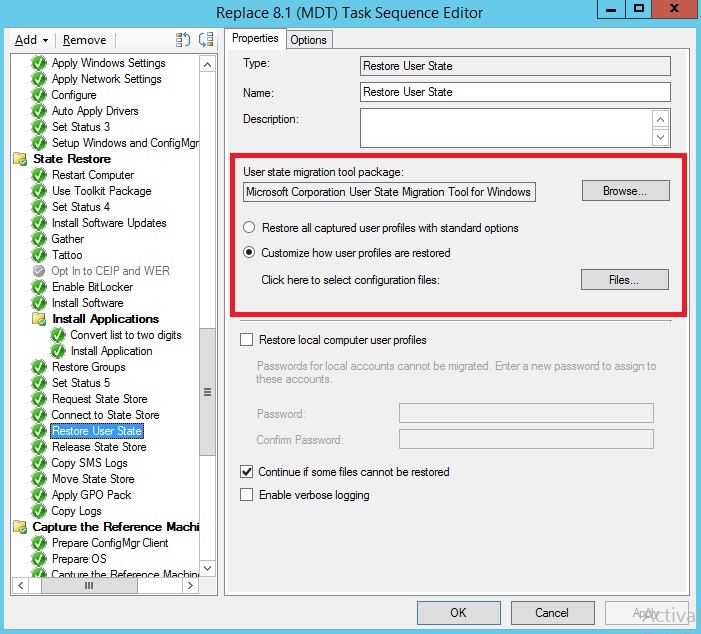 Replace 8.1 (MDT) Task Sequence Editor
Add
Remove
Apply Windows Settings
Apply Network Settings
Configure
Auto Apply Drivers
Set Status 3
Setup Windows and ConfigMgr
State Restore
Restart Computer
Use Toolkit Package
Set Status 4
Install Software Updates
Gather
Tattoo
Opt In to CEIP and WER
Enable BitLocker
Install Software
Install Applications
Convert list to two digits
Install Application
Restore Groups
Set Status 5
Request State Store
Connect to State Store
Restore User State
Release State Store
Copy SMS Logs
Move State Store
Apply GPO Pack
Copy Logs
Capture the Reference Machi
Prepare ConfigMgr Client
Prepare OS
Capture the Reference Machine
Properties
Options
Type:
Restore User State
Name:
Restore User State
Description:
User state migration tool package:
Microsoft Corporation User State Migration Tool for Windows
Browse...
Restore all captured user profiles with standard options
Customize how user profiles are restored
Click here to select configuration files:
Files...
Restore local computer user profiles
Passwords for local accounts cannot be migrated. Enter a new password to assign to
these accounts.
Password:
Confirm Password:
Continue if some files cannot be restored
Enable verbose logging
OK
Cancel
Apply
Activa